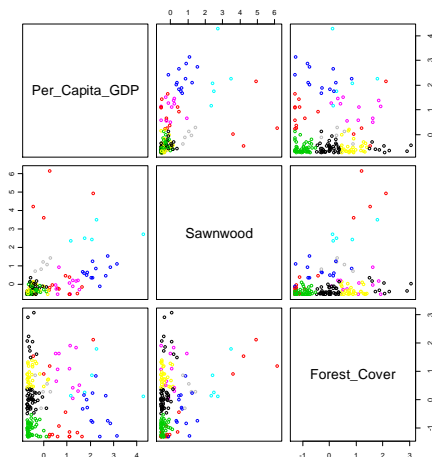 0 1 2 3 4 5 6
Per_Capita_GDP
-1 0 1 2 3 4
0 1 2 3 4 5 6
Sawnwood
Forest_Cover
-1 0 1 2 3
0 1 2 3 4
-1 0 1 2 3